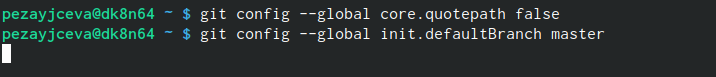 pezayjceva@dk8n64 ~ $ git config --global core.quotepath false
pezayjceva@dk8n64 ~ $ git config --global init.defaultBranch master